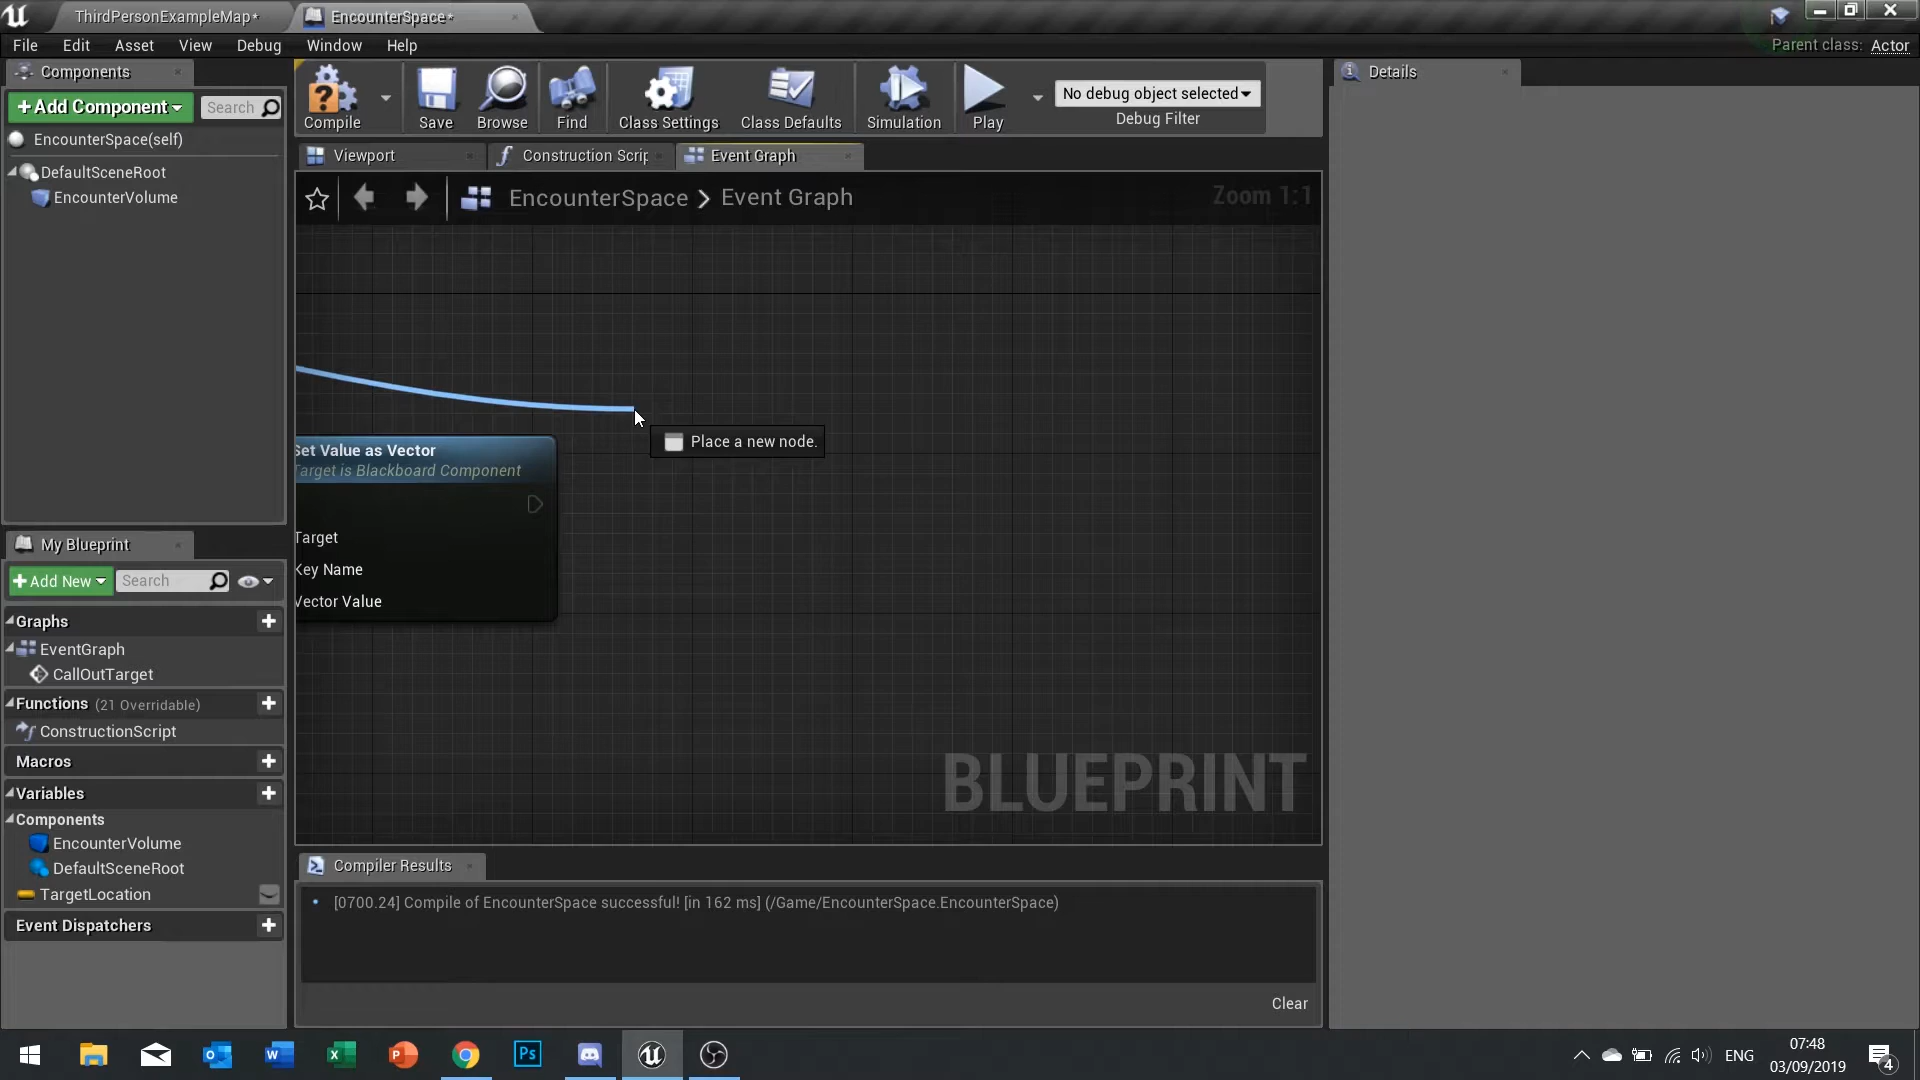 ThirdPersonExampleMap*
EncounterSpace*
File Edit Asset View Debug Window Help
Parent class: Actor
Components
Details
+Add Component
Search
Compile
Save
Browse
Find
Class Settings
Class Defaults
Simulation
Play
No debug object selected
Debug Filter
EncounterSpace(self)
DefaultSceneRoot
EncounterVolume
Viewport
Construction Scrip
Event Graph
EncounterSpace > Event Graph
Zoom 1:1
Place a new node.
Set Value as Vector
Target is Blackboard Component
Target
Key Name
Vector Value
My Blueprint
+Add New
Search
Graphs
EventGraph
CallOutTarget
Functions (21 Overridable)
ConstructionScript
Macros
Variables
Components
EncounterVolume
DefaultSceneRoot
TargetLocation
Event Dispatchers
BLUEPRINT
Compiler Results
[0700.24] Compile of EncounterSpace successful! [in 162 ms] (/Game/EncounterSpace.EncounterSpace)
Clear
Ps
ENG
07:48
03/09/2019
4